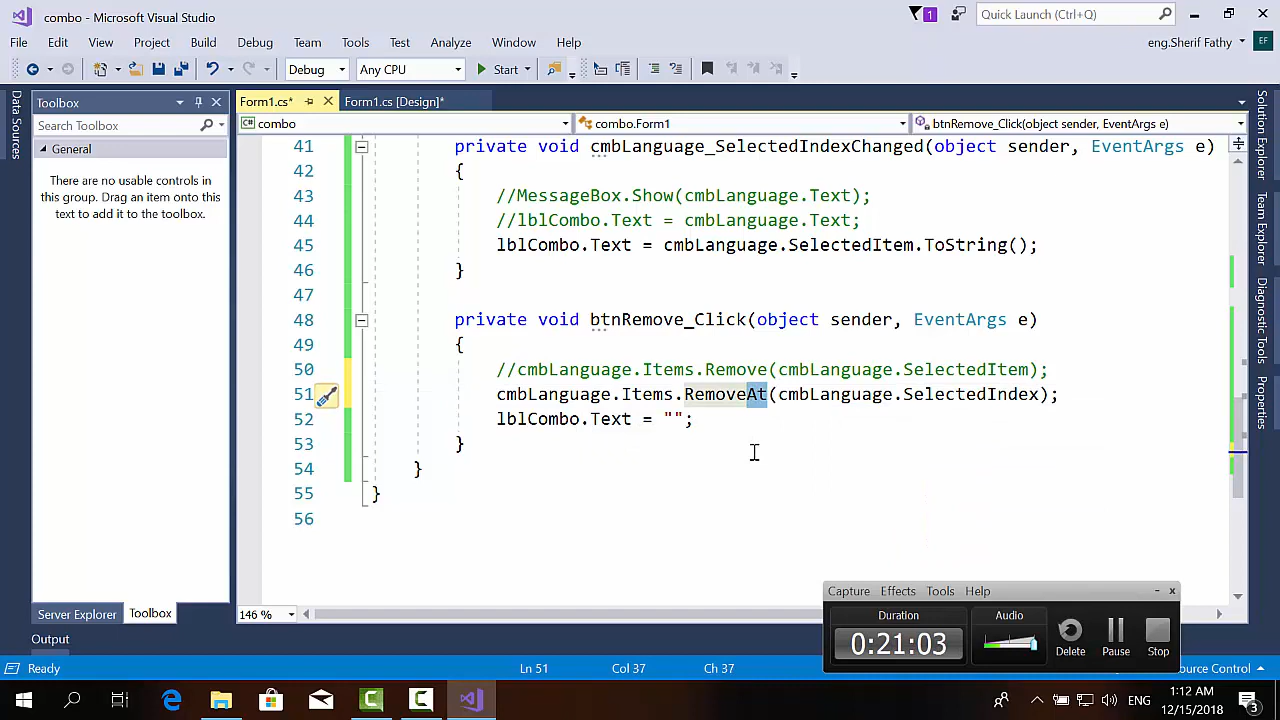 combo - Microsoft Visual Studio
1
Quick Launch (Ctrl+Q)
File Edit View Project Build Debug Team Tools Test Analyze Window Help
eng.Sherif Fathy
EF
Debug Any CPU Start
Data Sources
Toolbox
Search Toolbox
General
There are no usable controls in
this group. Drag an item onto this
text to add it to the toolbox.
Server Explorer Toolbox
Form1.cs* Form1.cs [Design]*
combo combo.Form1 btnRemove_Click(object sender, EventArgs e)
41 private void cmbLanguage_SelectedIndexChanged(object sender, EventArgs e)
42 {
43 //MessageBox.Show(cmbLanguage.Text);
44 //lblCombo.Text = cmbLanguage.Text;
45 lblCombo.Text = cmbLanguage.SelectedItem.ToString();
46 }
47
48 private void btnRemove_Click(object sender, EventArgs e)
49 {
50 //cmbLanguage.Items.Remove(cmbLanguage.SelectedItem);
51 cmbLanguage.Items.RemoveAt(cmbLanguage.SelectedIndex);
52 lblCombo.Text = "";
53 }
54 }
55 }
56
146 %
Solution Explorer
Team Explorer
Diagnostic Tools
Properties
Capture Effects Tools Help
Duration
0:21:03
Audio
Delete Pause Stop
Output
Ready Ln 51 Col 37 Ch 37 ource Control
ENG
1:12 AM
12/15/2018
3